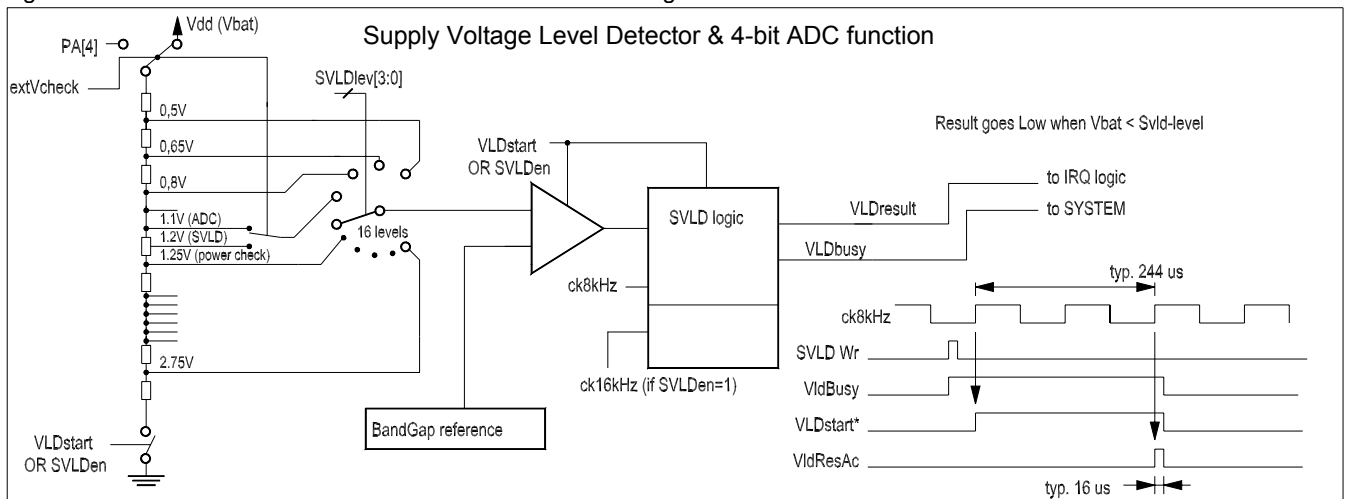 Vdd (Vbat)
Supply Voltage Level Detector & 4-bit ADC function
PA[4]
extVcheck
SVLDlev[3:0]
0,5V
0,65V
0,8V
1.1V (ADC)
1.2V (SVLD)
1.25V (power check)
2.75V
16 levels
VLDstart
OR SVLDen
VLDstart
OR SVLDen
BandGap reference
SVLD logic
ck8kHz
ck16kHz (if SVLDen=1)
VLDresult
VLDbusy
Result goes Low when Vbat < Svld-level
to IRQ logic
to SYSTEM
typ. 244 us
ck8kHz
SVLD Wr
VldBusy
VLDstart*
VldResAc
typ. 16 us